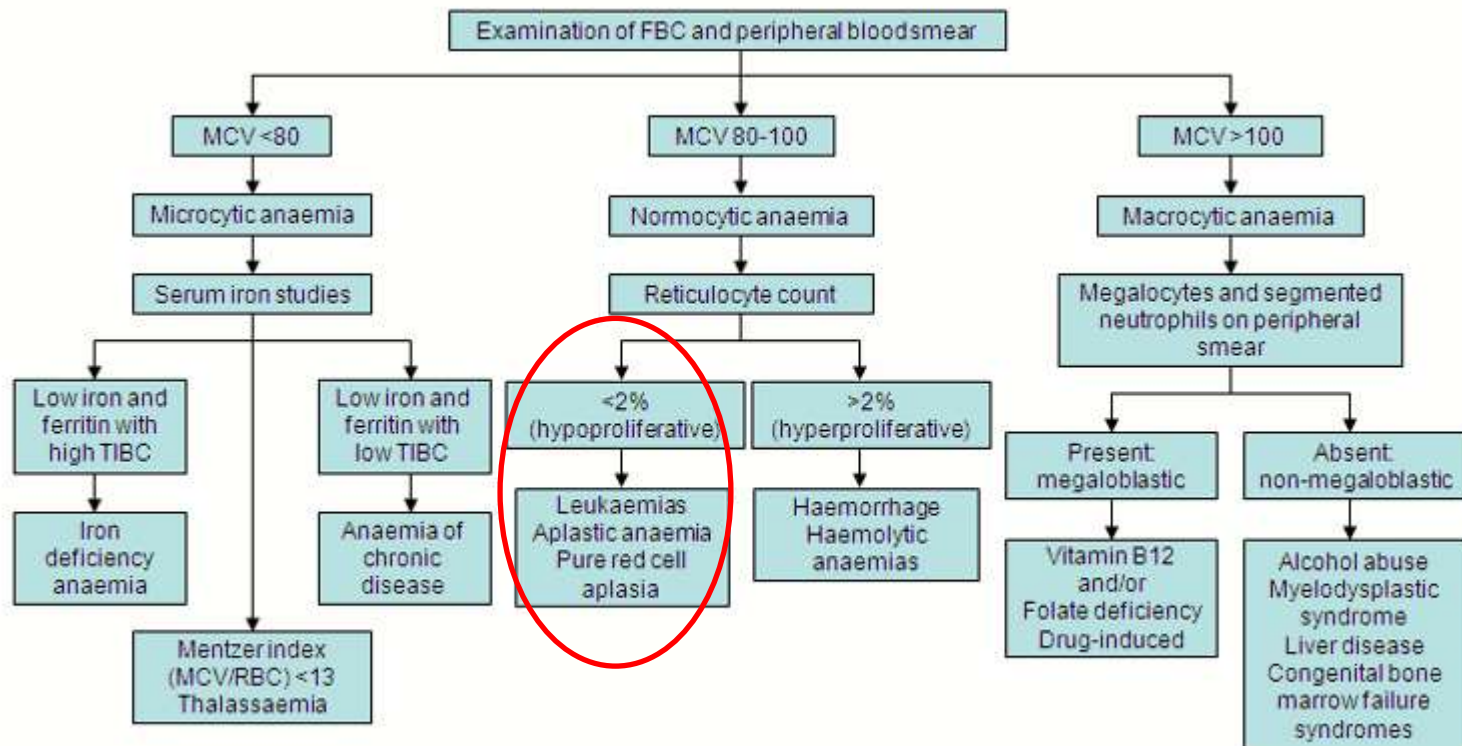 Examination of FBC and peripheral blood smear
MCV <80
MCV 80-100
MCV >100
Microcytic anaemia
Normocytic anaemia
Macrocytic anaemia
Serum iron studies
Reticulocyte count
Megalocytes and segmented
neutrophils on peripheral
smear
Low iron and
ferritin with
high TIBC
Low iron and
ferritin with
low TIBC
<2%
(hypoproliferative)
>2%
(hyperproliferative)
Present:
megaloblastic
Absent:
non-megaloblastic
Iron
deficiency
anaemia
Anaemia of
chronic
disease
Leukaemias
Aplastic anaemia
Pure red cell
aplasia
Haemorrhage
Haemolytic
anaemias
Vitamin B12
and/or
Folate deficiency
Drug-induced
Alcohol abuse
Myelodysplastic
syndrome
Liver disease
Congenital bone
marrow failure
syndromes
Mentzer index
(MCV/RBC) <13
Thalassaemia